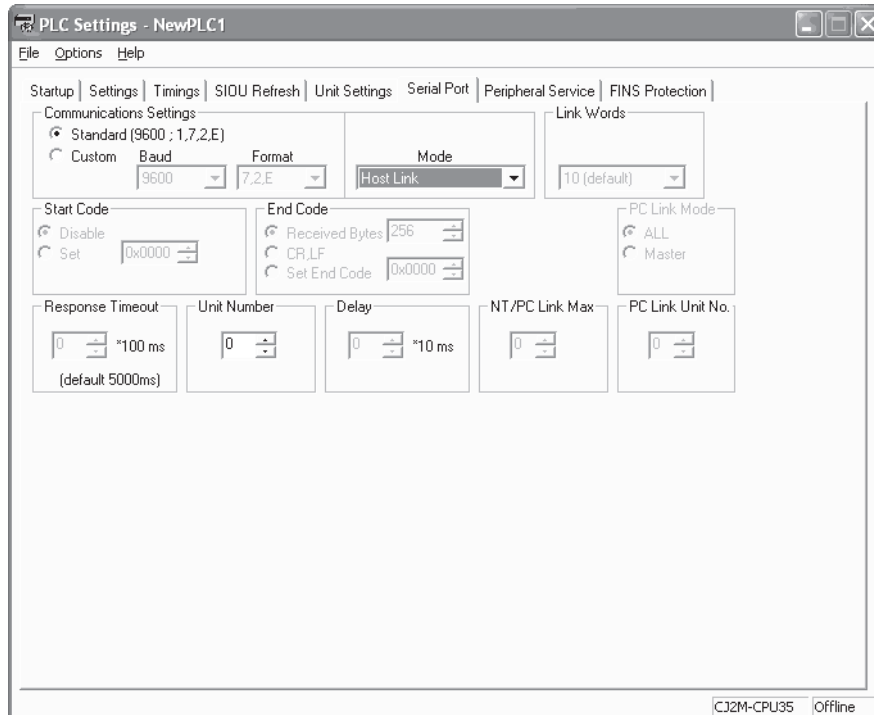 PLC Settings - NewPLC1
File Options Help
Startup Settings Timings SIOU Refresh Unit Settings Serial Port Peripheral Service FINS Protection
Communications Settings
Link Words
Standard (9600 ; 1,7,2,E)
Custom Baud Format Mode
9600 7,2,E Host Link 10 (default)
Start Code End Code PC Link Mode
Disable Received Bytes 256 ALL
Set 0x0000 CR,LF Master
Set End Code 0x0000
Response Timeout Unit Number Delay NT/PC Link Max PC Link Unit No.
0 *100 ms 0 0 *10 ms 0 0
(default 5000ms)
CJ2M-CPU35 Offline